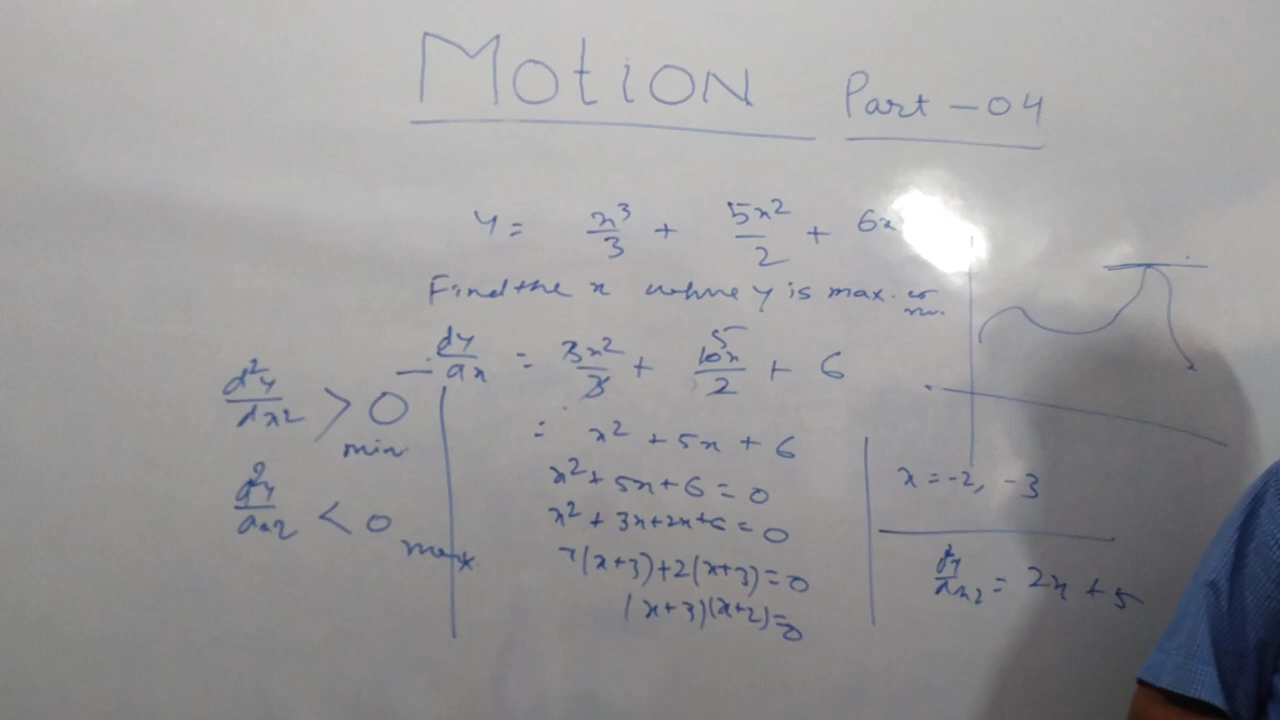 MOTION Part - 04
y = x³/3 + 5x²/2 + 6x
Find the x where y is max. or
min.
dy/dx = 3x²/3 + 10x/2 + 6
5
= x² + 5x + 6
x² + 5x + 6 = 0
x² + 3x + 2x + 6 = 0
x(x+3)+2(x+3)=0
(x+3)(x+2)=0
d²y/dx2 > 0
min
d²y/dx2 < 0
max
x = -2, -3
d²y/dx2 = 2x + 5